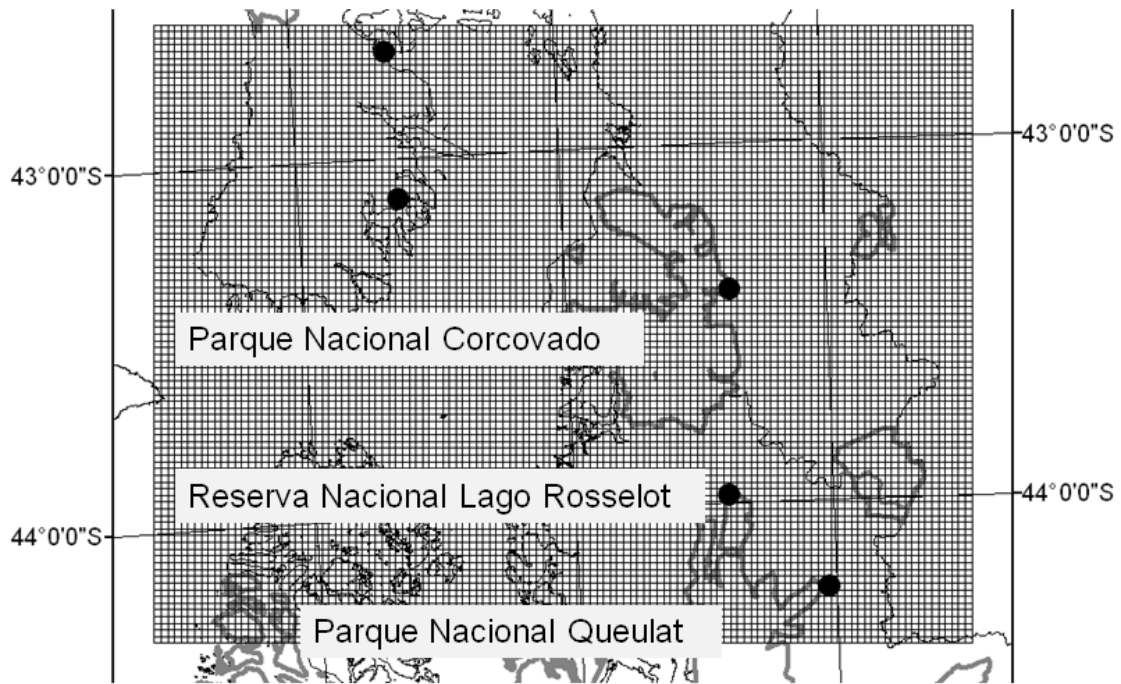 43°0'0"S
43°0'0"S
Parque Nacional Corcovado
Reserva Nacional Lago Rosselot
44°0'0"S
44°0'0"S
Parque Nacional Queulat